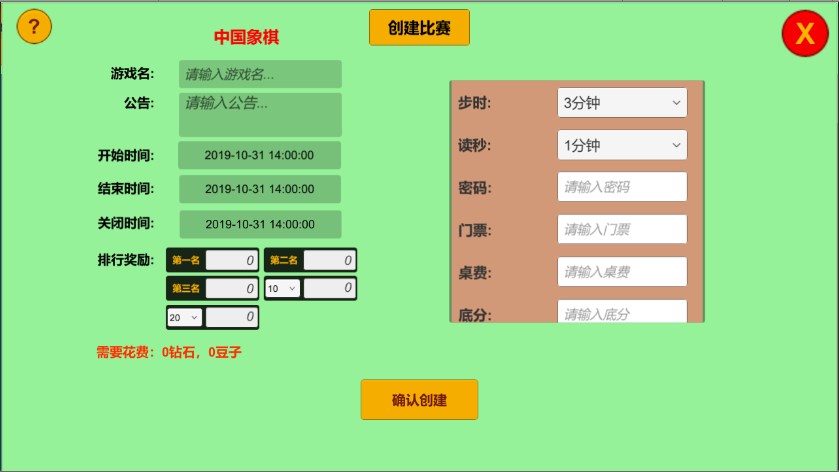 ?
创建比赛
X
中国象棋
游戏名:
请输入游戏名...
公告:
请输入公告...
开始时间:
2019-10-31 14:00:00
结束时间:
2019-10-31 14:00:00
关闭时间:
2019-10-31 14:00:00
排行奖励:
第一名 0 第二名 0
第三名 0 10 0
20 0
需要花费：0钻石，0豆子
步时:
3分钟
读秒:
1分钟
密码:
请输入密码
门票:
请输入门票
桌费:
请输入桌费
底分:
请输入底分
确认创建